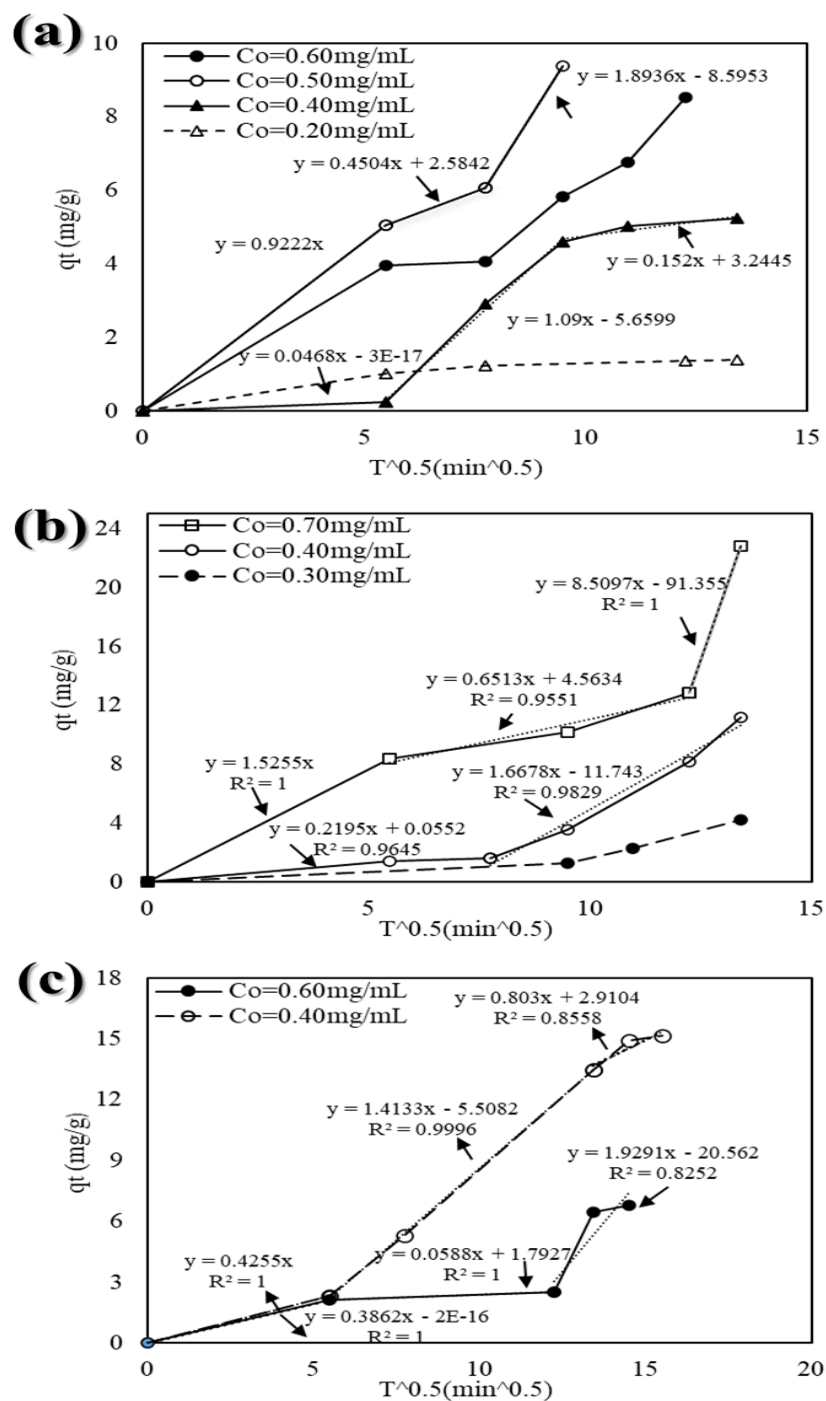 (a)
10
8
6
4
2
0
qt (mg/g)
Co=0.60mg/mL
Co=0.50mg/mL
Co=0.40mg/mL
Co=0.20mg/mL
y = 1.8936x - 8.5953
y = 0.4504x + 2.5842
y = 0.9222x
y = 0.152x + 3.2445
y = 1.09x - 5.6599
y = 0.0468x - 3E-17
0 5 10 15
T^0.5(min^0.5)
(b)
24
20
16
12
8
4
0
qt (mg/g)
Co=0.70mg/mL
Co=0.40mg/mL
Co=0.30mg/mL
y = 8.5097x - 91.355
R² = 1
y = 0.6513x + 4.5634
R² = 0.9551
y = 1.5255x
R² = 1
y = 1.6678x - 11.743
R² = 0.9829
y = 0.2195x + 0.0552
R² = 0.9645
0 5 10 15
T^0.5(min^0.5)
(c)
18
15
12
9
6
3
0
qt (mg/g)
Co=0.60mg/mL
Co=0.40mg/mL
y = 0.803x + 2.9104
R² = 0.8558
y = 1.4133x - 5.5082
R² = 0.9996
y = 1.9291x - 20.562
R² = 0.8252
y = 0.4255x
R² = 1
y = 0.0588x + 1.7927
R² = 1
y = 0.3862x - 2E-16
R² = 1
0 5 10 15 20
T^0.5(min^0.5)